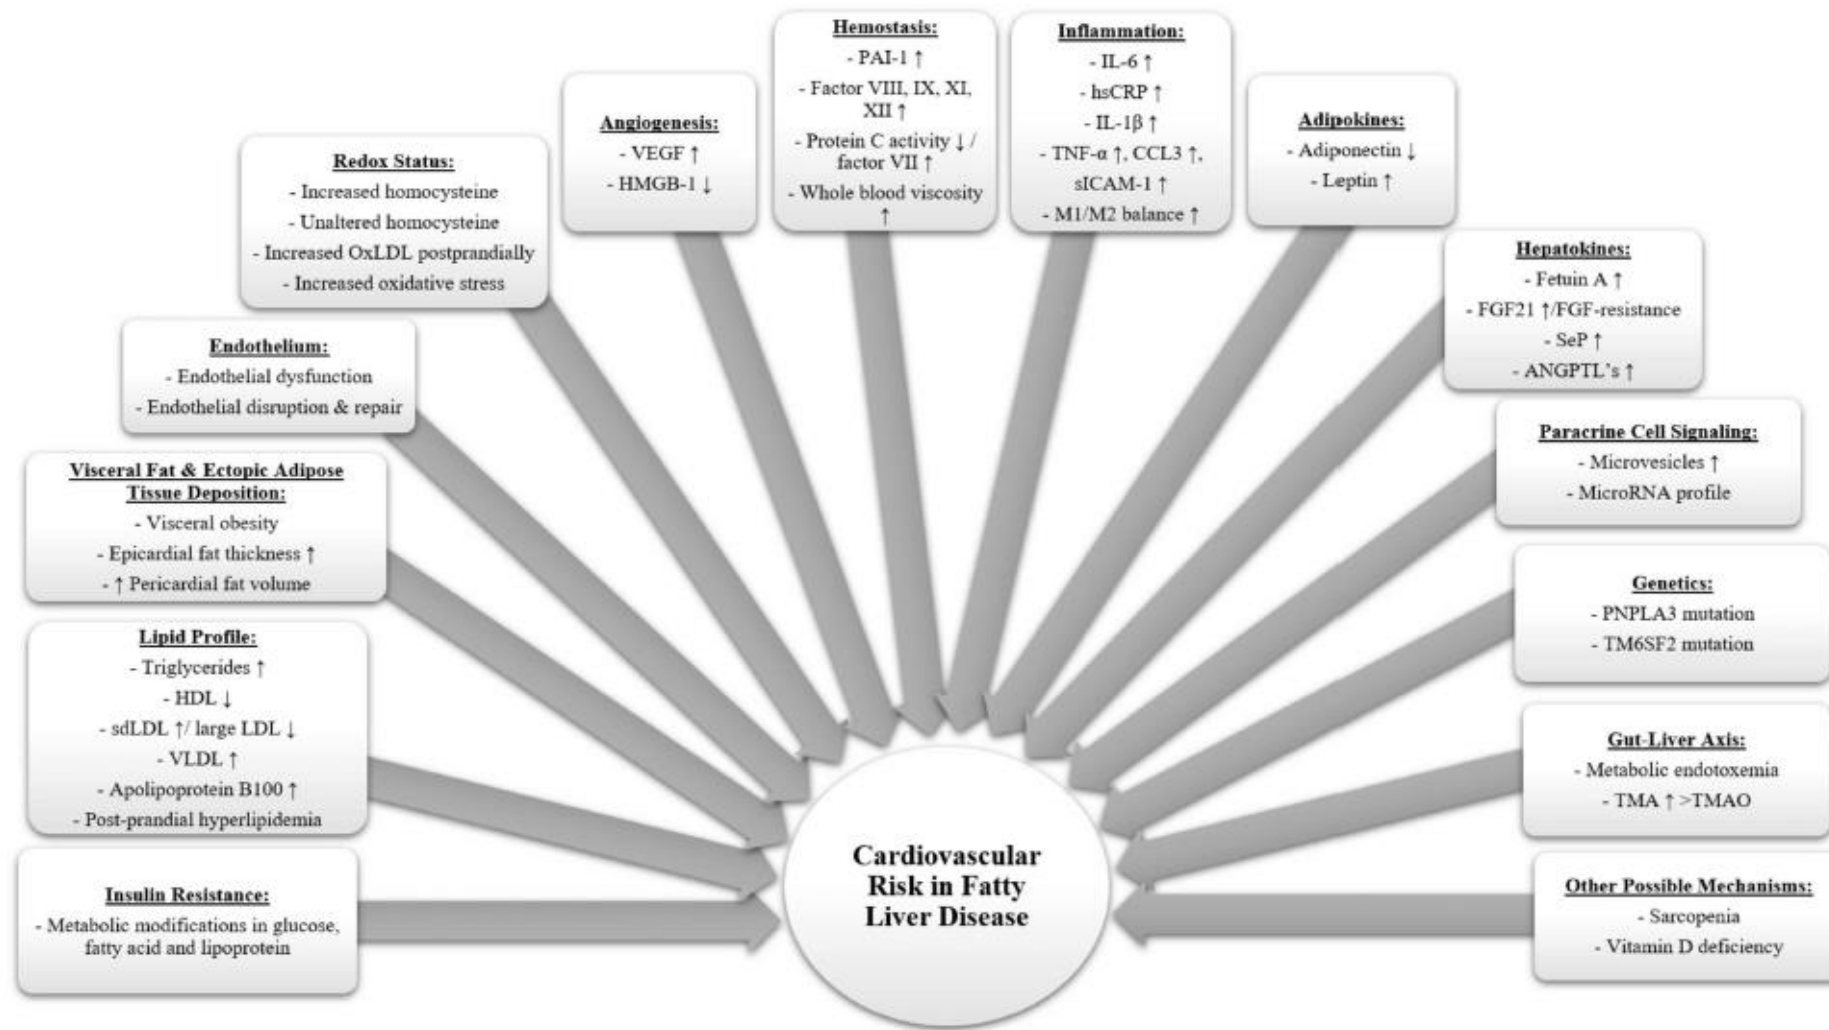 Hemostasis:
- PAI-1 ↑
- Factor VIII, IX, XI,
XII ↑
- Protein C activity ↓ /
factor VII ↑
- Whole blood viscosity
↑
Inflammation:
- IL-6 ↑
- hsCRP ↑
- IL-1β ↑
- TNF-α ↑, CCL3 ↑,
sICAM-1 ↑
- M1/M2 balance ↑
Angiogenesis:
- VEGF ↑
- HMGB-1 ↓
Adipokines:
- Adiponectin ↓
- Leptin ↑
Redox Status:
- Increased homocysteine
- Unaltered homocysteine
- Increased OxLDL postprandially
- Increased oxidative stress
Hepatokines:
- Fetuin A ↑
- FGF21 ↑/FGF-resistance
- SeP ↑
- ANGPTL’s ↑
Endothelium:
- Endothelial dysfunction
- Endothelial disruption & repair
Paracrine Cell Signaling:
- Microvesicles ↑
- MicroRNA profile
Visceral Fat & Ectopic Adipose
Tissue Deposition:
- Visceral obesity
- Epicardial fat thickness ↑
- ↑ Pericardial fat volume
Genetics:
- PNPLA3 mutation
- TM6SF2 mutation
Lipid Profile:
- Triglycerides ↑
- HDL ↓
- sdLDL ↑/ large LDL ↓
- VLDL ↑
- Apolipoprotein B100 ↑
- Post-prandial hyperlipidemia
Gut-Liver Axis:
- Metabolic endotoxemia
- TMA ↑ >TMAO
Insulin Resistance:
- Metabolic modifications in glucose,
fatty acid and lipoprotein
Cardiovascular
Risk in Fatty
Liver Disease
Other Possible Mechanisms:
- Sarcopenia
- Vitamin D deficiency